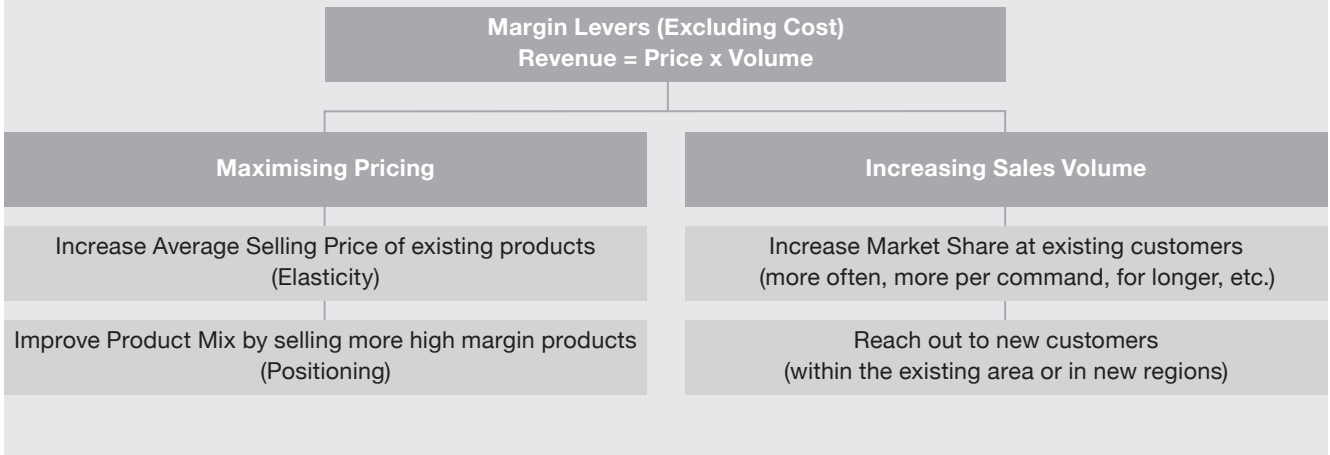 Margin Levers (Excluding Cost)
Revenue = Price x Volume
Maximising Pricing
Increase Average Selling Price of existing products
(Elasticity)
Improve Product Mix by selling more high margin products
(Positioning)
Increasing Sales Volume
Increase Market Share at existing customers
(more often, more per command, for longer, etc.)
Reach out to new customers
(within the existing area or in new regions)